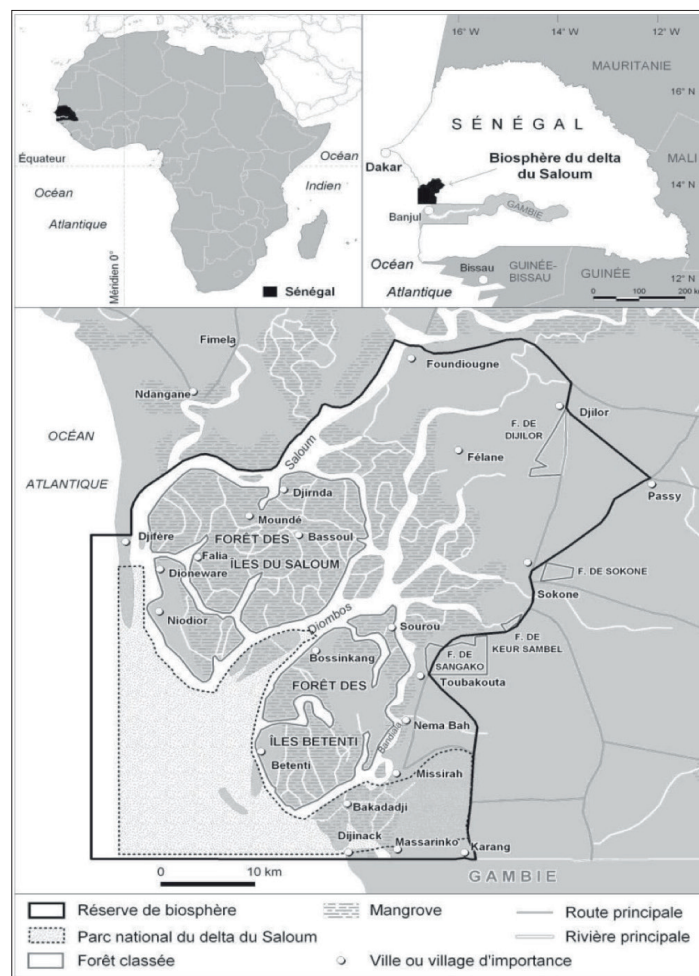 Équateur
Océan
Atlantique
Océan
Indien
Méridien 0°
Sénégal
16° W
14° W
12° W
MAURITANIE
16° N
SÉNÉGAL
Dakar
Biosphère du delta
du Saloum
MALI
14° N
Banjul
GAMBIE
Océan
Atlantique
Bissau
GUINÉE-
BISSAU
GUINÉE
12° N
0 100 200 km
Fimela
Ndangane
Foundiougne
OCÉAN
ATLANTIQUE
Saloum
Djilor
F. DE
DIJILOR
Félane
Passy
Djirnda
Moundé
FORÊT DES
Bassoul
Djifère
Falia
ÎLES DU SALOUM
Dioneware
F. DE SOKONE
Sokone
Niodior
Diombos
Sourou
F. DE
KEUR SAMBEL
F. DE
SANGAKO
Bossinkang
Toubakouta
FORÊT DES
Nema Bah
ÎLES BETENTI
Bandiala
Betenti
Missirah
Bakadadji
Dijinack
Massarinko
Karang
0 10 km
GAMBIE
Réserve de biosphère
Mangrove
Route principale
Parc national du delta du Saloum
Rivière principale
Forêt classée
Ville ou village d'importance